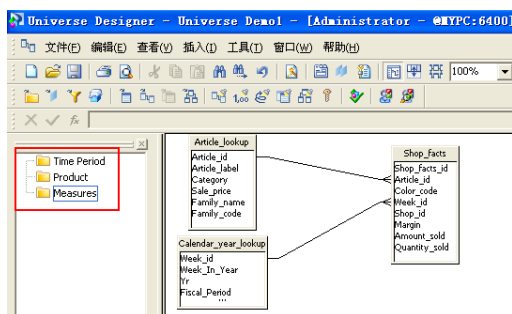 Universe Designer - Universe Demo1 - [Administrator - @MYPC:6400]
文件(F) 编辑(E) 查看(V) 插入(I) 工具(T) 窗口(W) 帮助(H)
100%
Time Period
Product
Measures
Article_lookup
Article_id
Article_label
Category
Sale_price
Family_name
Family_code
Calendar_year_lookup
Week_id
Week_In_Year
Yr
Fiscal_Period
...
Shop_facts
Shop_facts_id
Article_id
Color_code
Week_id
Shop_id
Margin
Amount_sold
Quantity_sold